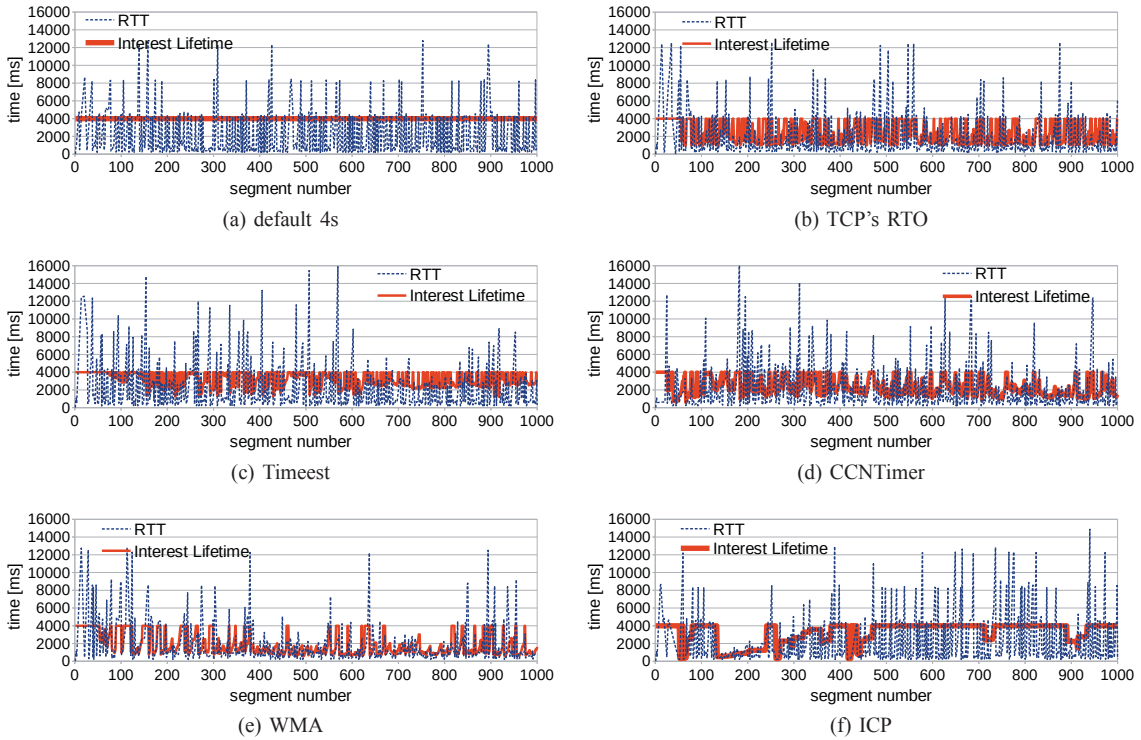 16000
14000
12000
10000
8000
6000
4000
2000
0
time [ms]
RTT
Interest Lifetime
0 100 200 300 400 500 600 700 800 900 1000
segment number
(a) default 4s
16000
14000
12000
10000
8000
6000
4000
2000
0
time [ms]
RTT
Interest Lifetime
0 100 200 300 400 500 600 700 800 900 1000
segment number
(b) TCP's RTO
16000
14000
12000
10000
8000
6000
4000
2000
0
time [ms]
RTT
Interest Lifetime
0 100 200 300 400 500 600 700 800 900 1000
segment number
(c) Timeest
16000
14000
12000
10000
8000
6000
4000
2000
0
time [ms]
RTT
Interest Lifetime
0 100 200 300 400 500 600 700 800 900 1000
segment number
(d) CCNTimer
16000
14000
12000
10000
8000
6000
4000
2000
0
time [ms]
RTT
Interest Lifetime
0 100 200 300 400 500 600 700 800 900 1000
segment number
(e) WMA
16000
14000
12000
10000
8000
6000
4000
2000
0
time [ms]
RTT
Interest Lifetime
0 100 200 300 400 500 600 700 800 900 1000
segment number
(f) ICP